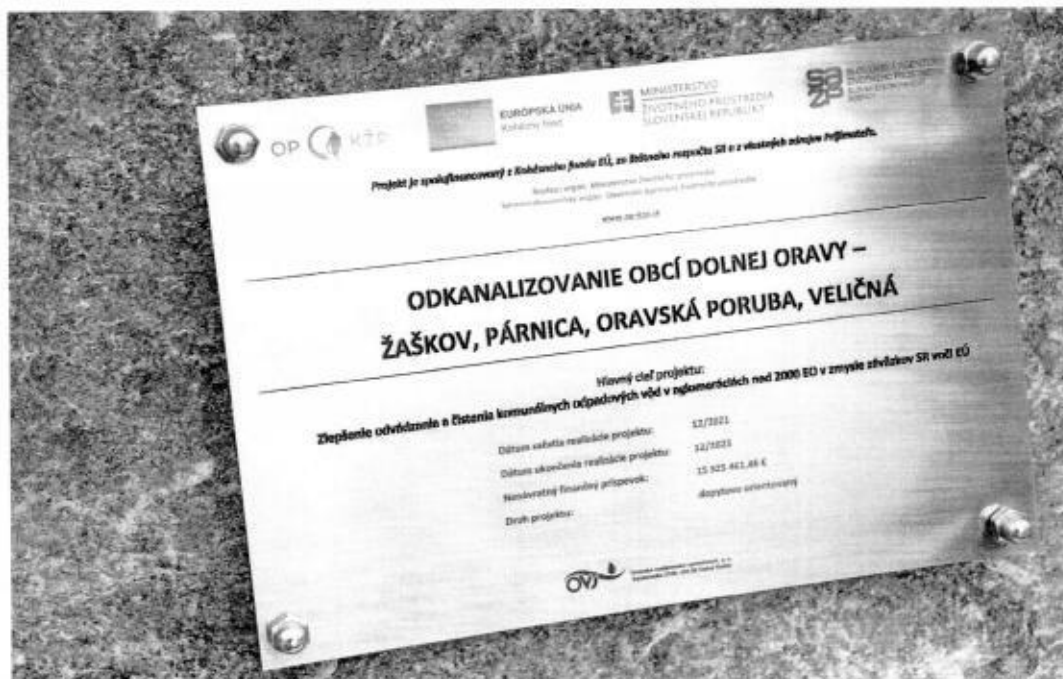 OP KŽP
EURÓPSKA ÚNIA
Kohézny fond
MINISTERSTVO
ŽIVOTNÉHO PROSTREDIA
SLOVENSKEJ REPUBLIKY
Projekt je spolufinancovaný z Kohézneho fondu EÚ, zo štátneho rozpočtu SR a z vlastných zdrojov Prijímateľa.
www.op-kzp.sk
ODKANALIZOVANIE OBCÍ DOLNEJ ORAVY –
ŽAŠKOV, PÁRNICA, ORAVSKÁ PORUBA, VELIČNÁ
Hlavný cieľ projektu:
Zlepšenie odvádzania a čistenia komunálnych odpadových vôd v aglomeráciách nad 2000 EO v zmysle záväzkov SR voči EÚ
Dátum začatia realizácie projektu: 12/2021
Dátum ukončenia realizácie projektu: 12/2023
Nenávratný finančný príspevok:
Druh projektu: dopytovo orientovaný
OVS